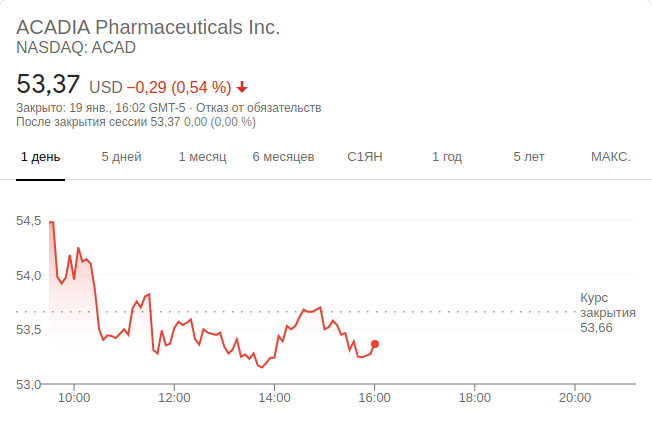 ACADIA Pharmaceuticals Inc.
NASDAQ: ACAD
53,37 USD −0,29 (0,54 %)
Закрыто: 19 янв., 16:02 GMT-5 · Отказ от обязательств
После закрытия сессии 53,37 0,00 (0,00 %)
1 день 5 дней 1 месяц 6 месяцев С1ЯН 1 год 5 лет МАКС.
54,5
54,0
Курс
закрытия
53,66
53,5
53,0
10:00 12:00 14:00 16:00 18:00 20:00